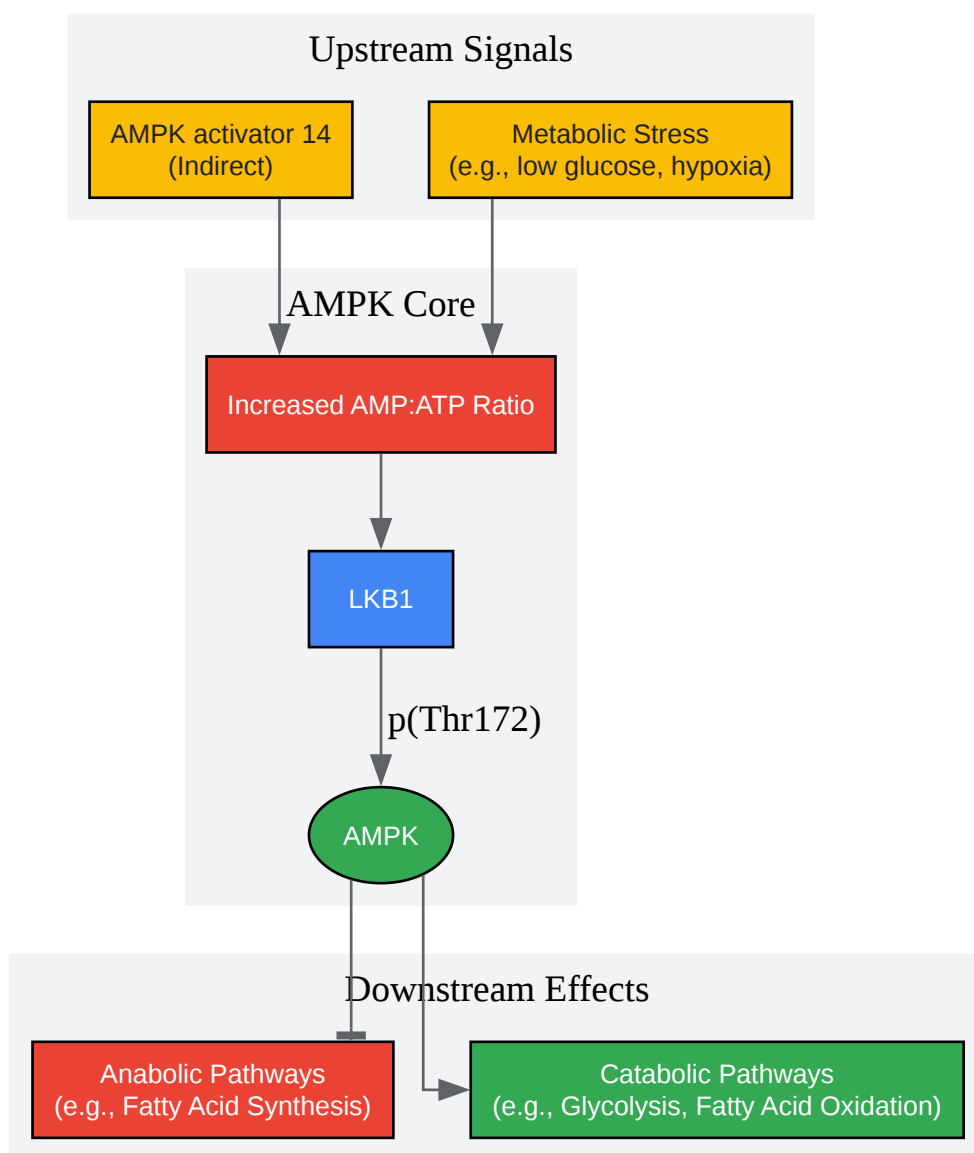 Upstream Signals
AMPK activator 14
(Indirect)
Metabolic Stress
(e.g., low glucose, hypoxia)
AMPK Core
Increased AMP:ATP Ratio
LKB1
p(Thr172)
AMPK
Downstream Effects
Anabolic Pathways
(e.g., Fatty Acid Synthesis)
Catabolic Pathways
(e.g., Glycolysis, Fatty Acid Oxidation)